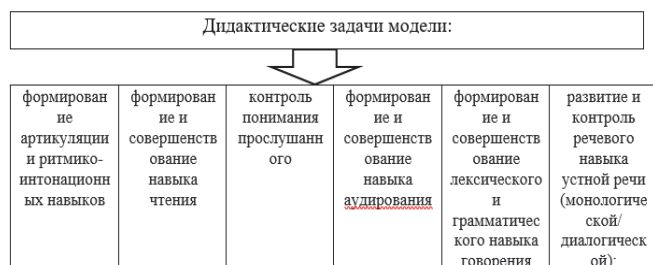 Дидактические задачи модели:
формирован
ие
артикуляции
и ритмико-
интонационн
ых навыков
формирован
ие и
совершенств
ование
навыка
чтения
контроль
понимания
прослушанн
ого
формирован
ие и
совершенств
ование
навыка
аудирования
формирован
ие и
совершенств
ование
лексического
и
грамматичес
кого навыка
говорения
развитие и
контроль
речевого
навыка
устной речи
(монологиче
ской/
диалогическ
ой);